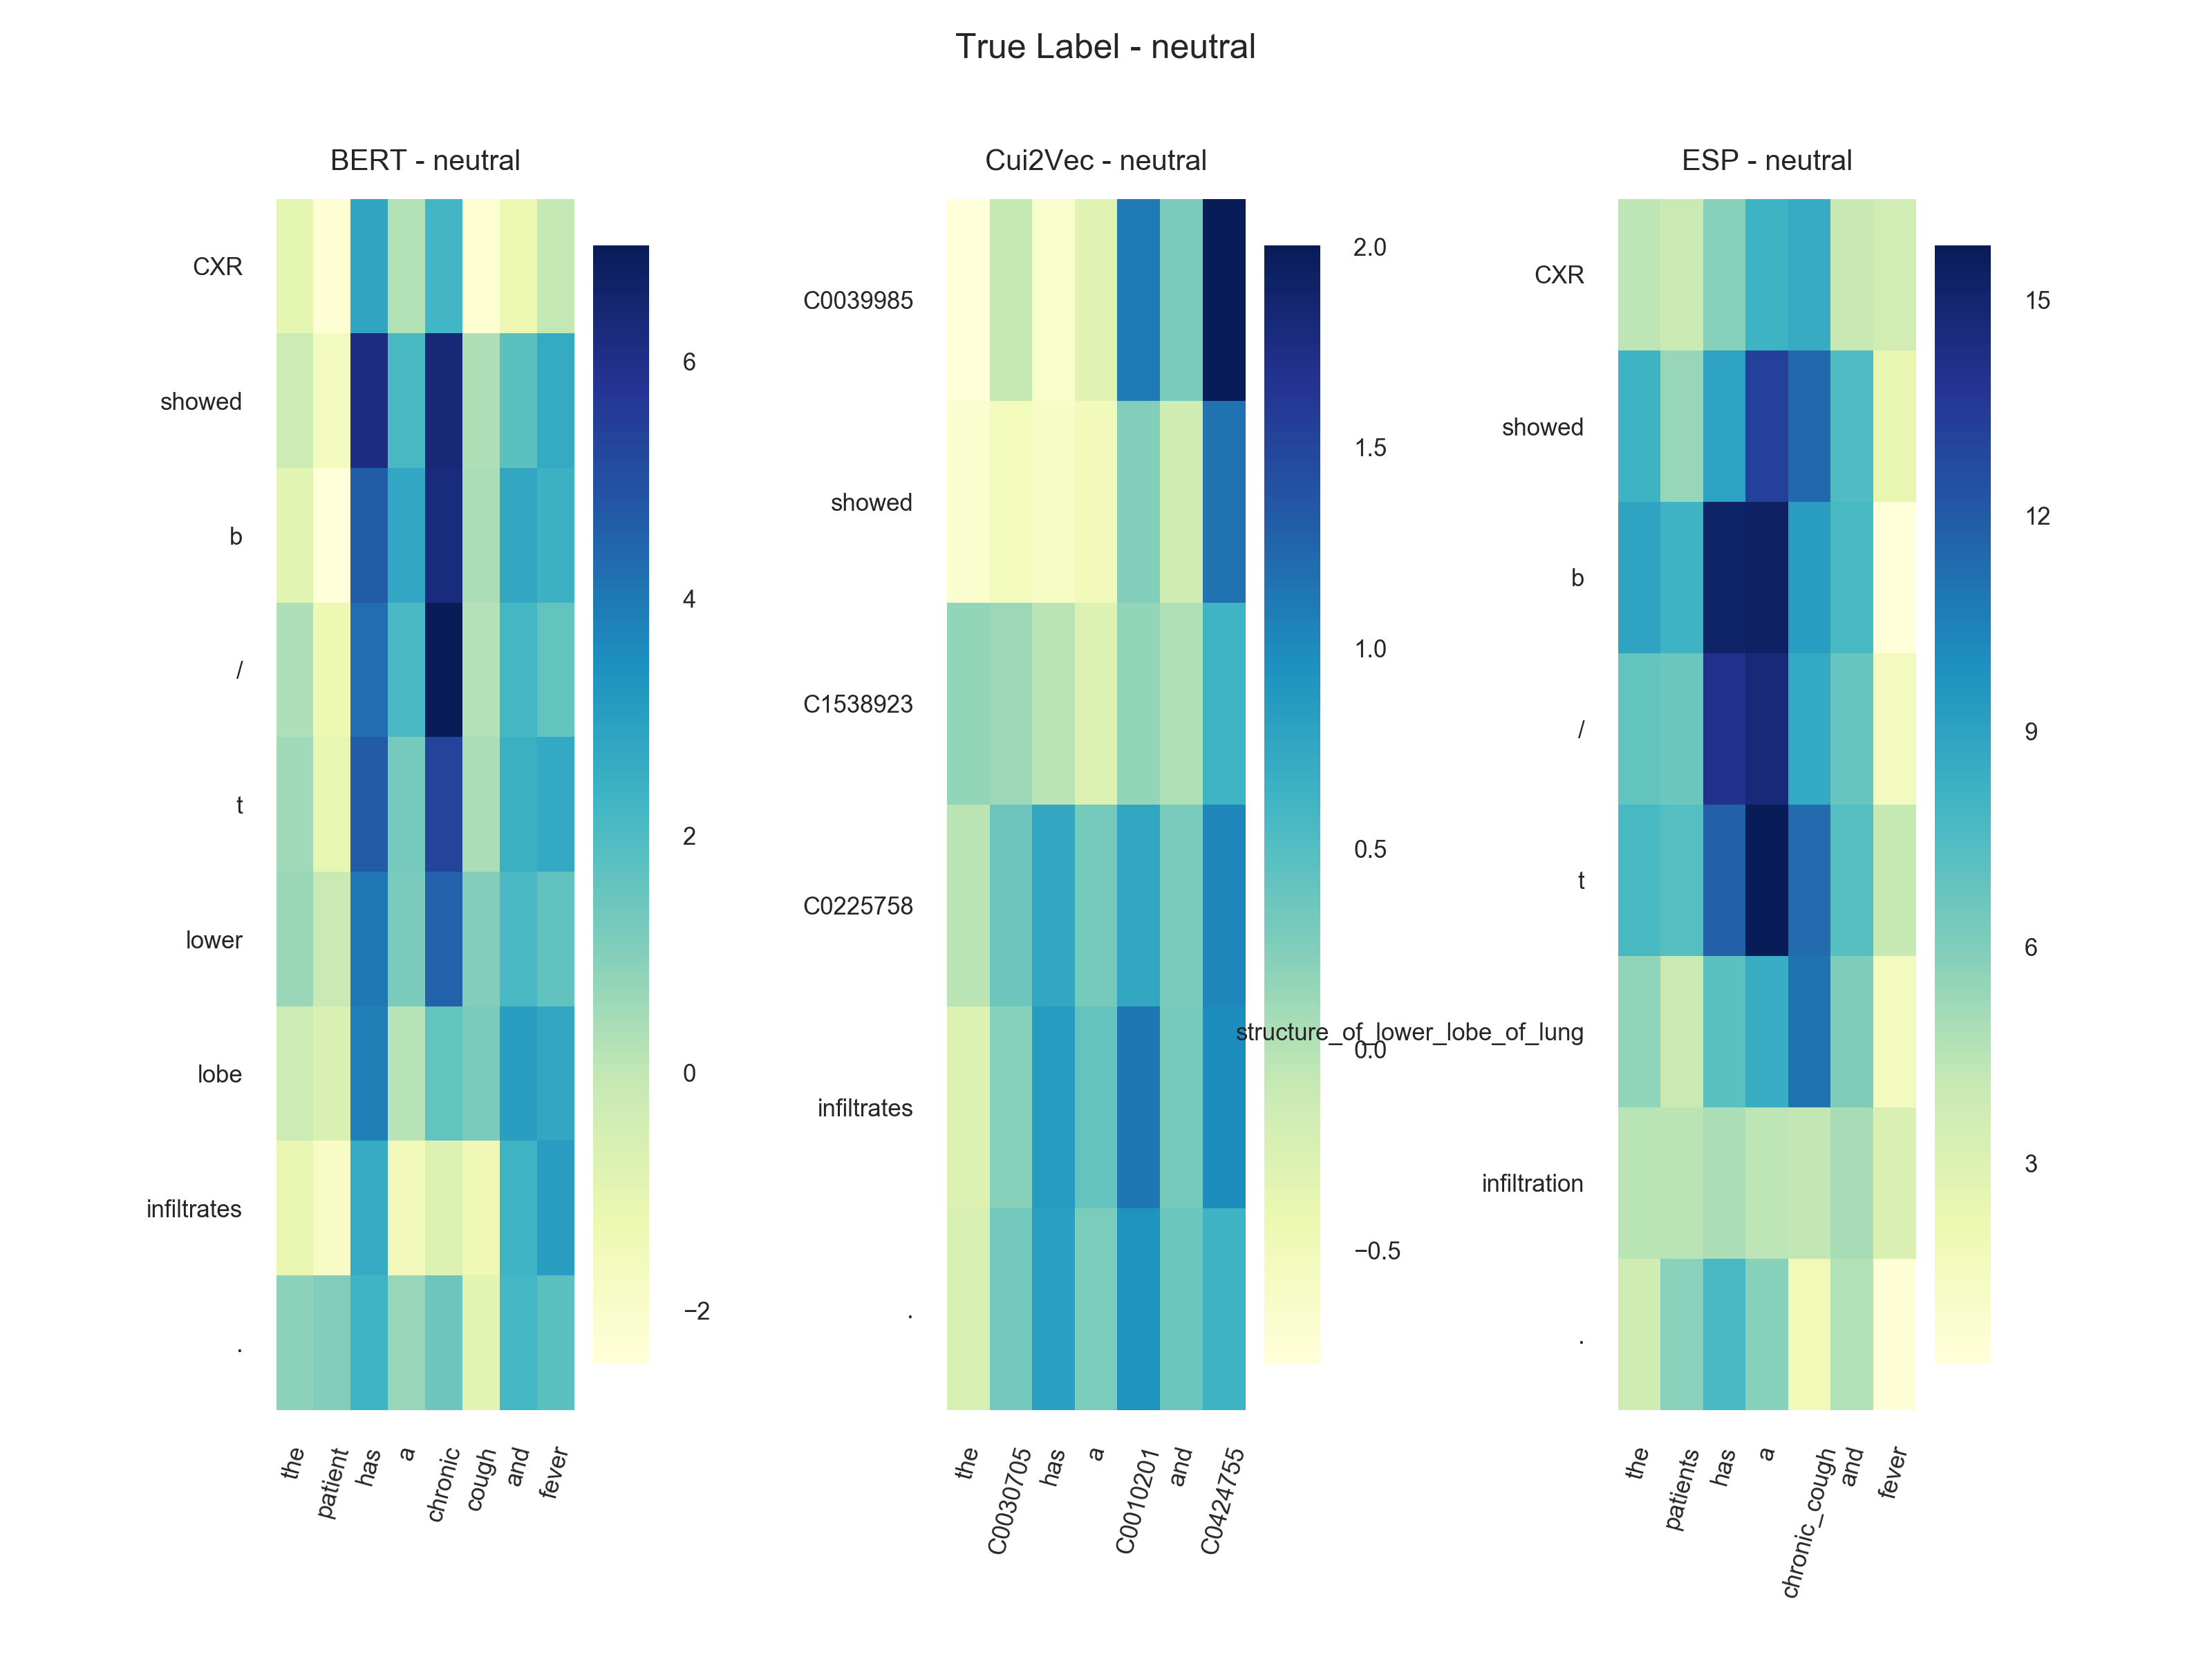 True Label - neutral
BERT - neutral
CXR
showed
b
/
t
lower
lobe
infiltrates
.
the
patient
has
a
chronic
cough
and
fever
6
4
2
0
−2
Cui2Vec - neutral
C0039985
showed
C1538923
C0225758
infiltrates
.
the
C0030705
has
a
C0010201
and
C0424755
2.0
1.5
1.0
0.5
0.0
−0.5
ESP - neutral
CXR
showed
b
/
t
structure_of_lower_lobe_of_lung
infiltration
.
the
patients
has
a
chronic_cough
and
fever
15
12
9
6
3